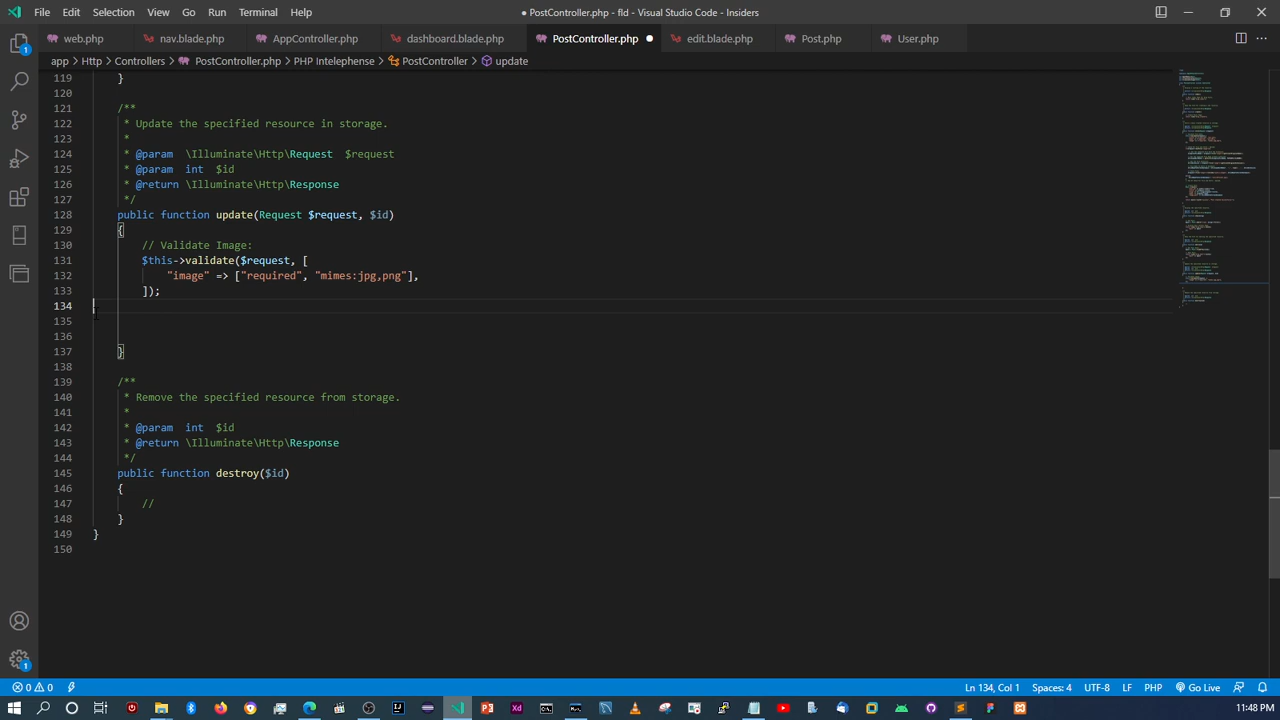 File Edit Selection View Go Run Terminal Help
● PostController.php - fld - Visual Studio Code - Insiders
web.php nav.blade.php AppController.php dashboard.blade.php PostController.php edit.blade.php Post.php User.php
app > Http > Controllers > PostController.php > PHP Intelephense > PostController > update
119 }
120
121 /**
122 * Update the specified resource in storage.
123 *
124 * @param \Illuminate\Http\Request $request
125 * @param int $id
126 * @return \Illuminate\Http\Response
127 */
128 public function update(Request $request, $id)
129 {
130 // Validate Image:
131 $this->validate($request, [
132 "image" => ["required", "mimes:jpg,png"],
133 ]);
134
135
136
137 }
138
139 /**
140 * Remove the specified resource from storage.
141 *
142 * @param int $id
143 * @return \Illuminate\Http\Response
144 */
145 public function destroy($id)
146 {
147 //
148 }
149 }
150
0 0 Ln 134, Col 1 Spaces: 4 UTF-8 LF PHP Go Live
11:48 PM